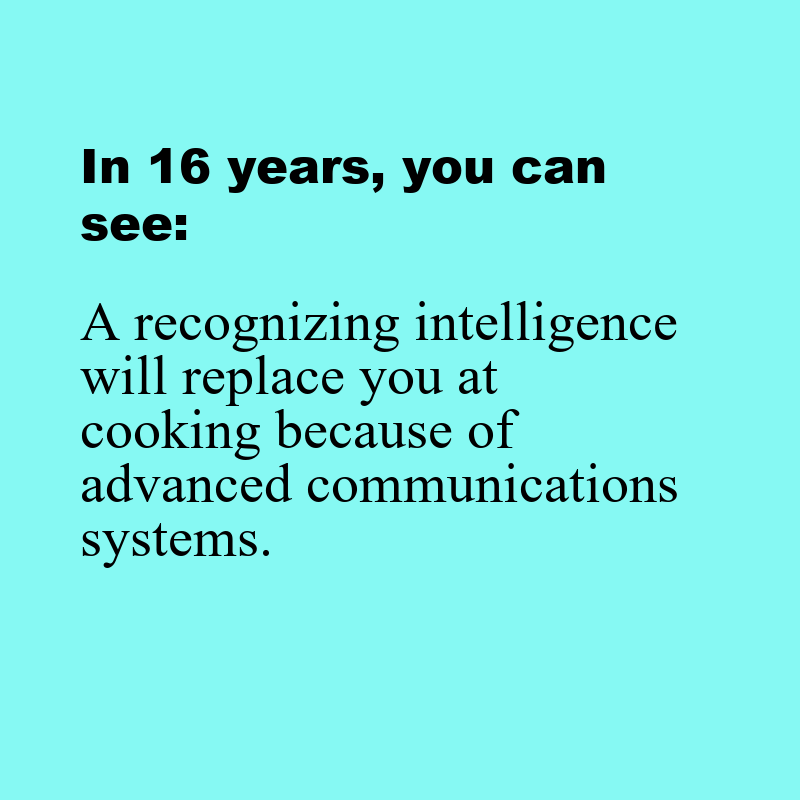 In 16 years, you can
see:
A recognizing intelligence
will replace you at
cooking because of
advanced communications
systems.